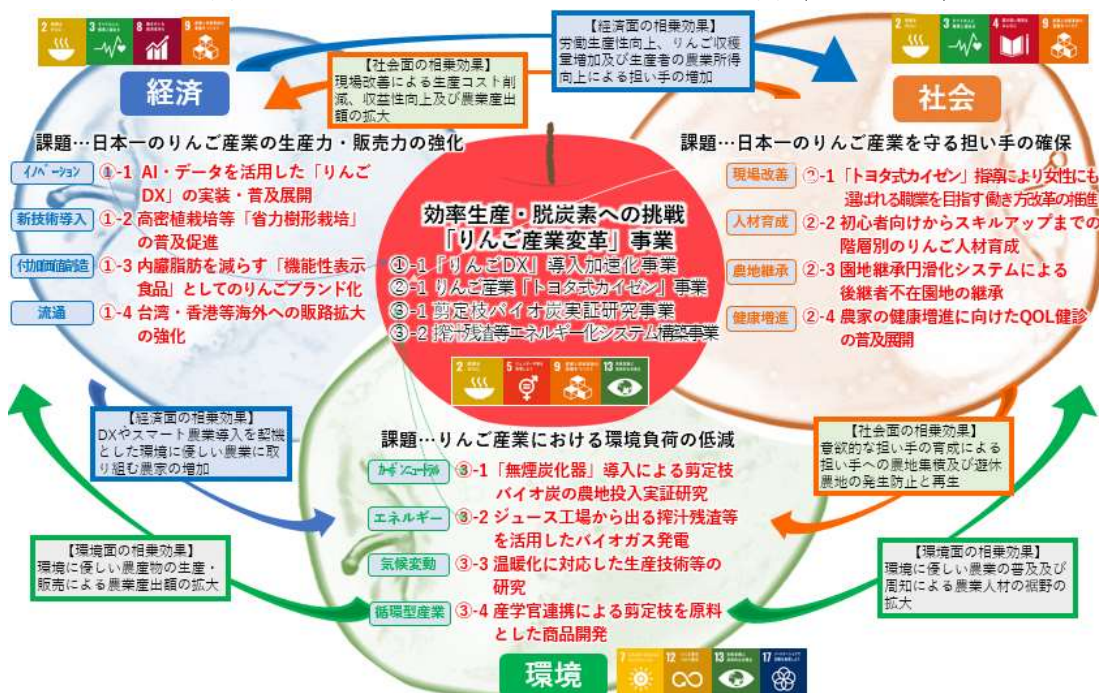 【経済面の相乗効果】
労働生産性向上、りんご収穫
量増加及び生産者の農業所得
向上による担い手の増加
【社会面の相乗効果】
現場改善による生産コスト削
減、収益性向上及び農業産出
額の拡大
2
3
8
9
2
3
4
9
経済
社会
課題…日本一のりんご産業の生産力・販売力の強化
イノベーション ①-1 AI・データを活用した「りんご
DX」の実装・普及展開
新技術導入 ①-2 高密植栽培等「省力樹形栽培」
の普及促進
付加価値創造 ①-3 内臓脂肪を減らす「機能性表示
食品」としてのりんごブランド化
流通 ①-4 台湾・香港等海外への販路拡大
の強化
課題…日本一のりんご産業を守る担い手の確保
現場改善 ②-1 「トヨタ式カイゼン」指導により女性にも
選ばれる職業を目指す働き方改革の推進
人材育成 ②-2 初心者向けからスキルアップまでの
階層別のりんご人材育成
農地継承 ②-3 園地継承円滑化システムによる
後継者不在園地の継承
健康増進 ②-4 農家の健康増進に向けたQOL健診
の普及展開
効率生産・脱炭素への挑戦
「りんご産業変革」事業
①-1「りんごDX」導入加速化事業
②-1 りんご産業「トヨタ式カイゼン」事業
③-1 剪定枝バイオ炭実証研究事業
③-2 搾汁残渣等エネルギー化システム構築事業
2
5
9
13
【経済面の相乗効果】
DXやスマート農業導入を契機
とした環境に優しい農業に取
り組む農家の増加
【社会面の相乗効果】
意欲的な担い手の育成による
担い手への農地集積及び遊休
農地の発生防止と再生
課題…りんご産業における環境負荷の低減
カーボンニュートラル ③-1「無煙炭化器」導入による剪定枝
バイオ炭の農地投入実証研究
エネルギー ③-2 ジュース工場から出る搾汁残渣等
を活用したバイオガス発電
気候変動 ③-3 温暖化に対応した生産技術等の
研究
循環型産業 ③-4 産学官連携による剪定枝を原料
とした商品開発
【環境面の相乗効果】
環境に優しい農産物の生産・
販売による農業産出額の拡大
【環境面の相乗効果】
環境に優しい農業の普及及び
周知による農業人材の裾野の
拡大
環境
7
12
13
17